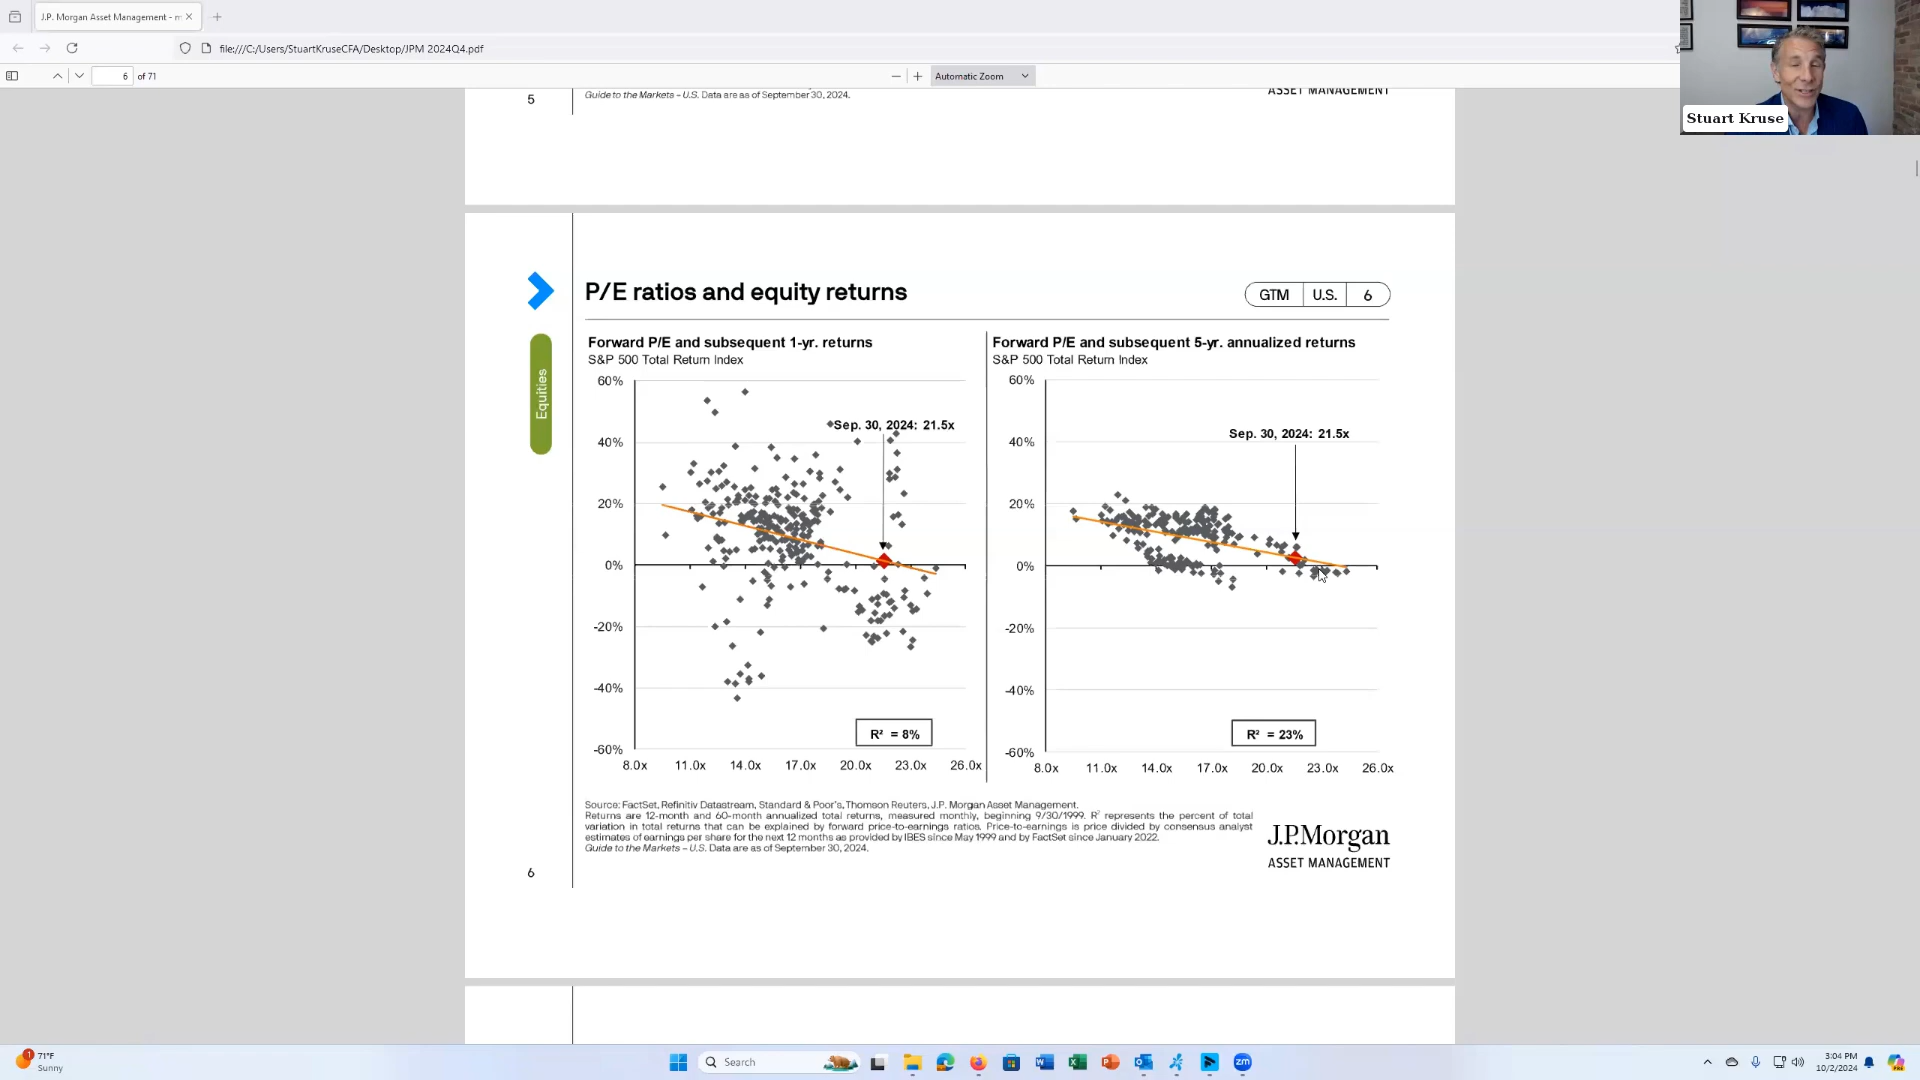 J.P. Morgan Asset Management - m
file:///C:/Users/StuartKruseCFA/Desktop/JPM 2024Q4.pdf
6 of 71
Automatic Zoom
Stuart Kruse
5
Guide to the Markets – U.S. Data are as of September 30, 2024.
ASSET MANAGEMENT
P/E ratios and equity returns
GTM U.S. 6
Equities
Forward P/E and subsequent 1-yr. returns
S&P 500 Total Return Index
60%
40%
20%
0%
-20%
-40%
-60%
Sep. 30, 2024: 21.5x
R² = 8%
8.0x 11.0x 14.0x 17.0x 20.0x 23.0x 26.0x
Forward P/E and subsequent 5-yr. annualized returns
S&P 500 Total Return Index
60%
40%
20%
0%
-20%
-40%
-60%
Sep. 30, 2024: 21.5x
R² = 23%
8.0x 11.0x 14.0x 17.0x 20.0x 23.0x 26.0x
Source: FactSet, Refinitiv Datastream, Standard & Poor's, Thomson Reuters, J.P. Morgan Asset Management.
Returns are 12-month and 60-month annualized total returns, measured monthly, beginning 9/30/1999. R² represents the percent of total
variation in total returns that can be explained by forward price-to-earnings ratios. Price-to-earnings is price divided by consensus analyst
estimates of earnings per share for the next 12 months as provided by IBES since May 1999 and by FactSet since January 2022.
Guide to the Markets – U.S. Data are as of September 30, 2024.
J.P.Morgan
ASSET MANAGEMENT
6
1
71°F
Sunny
Search
zm
3:04 PM
10/2/2024